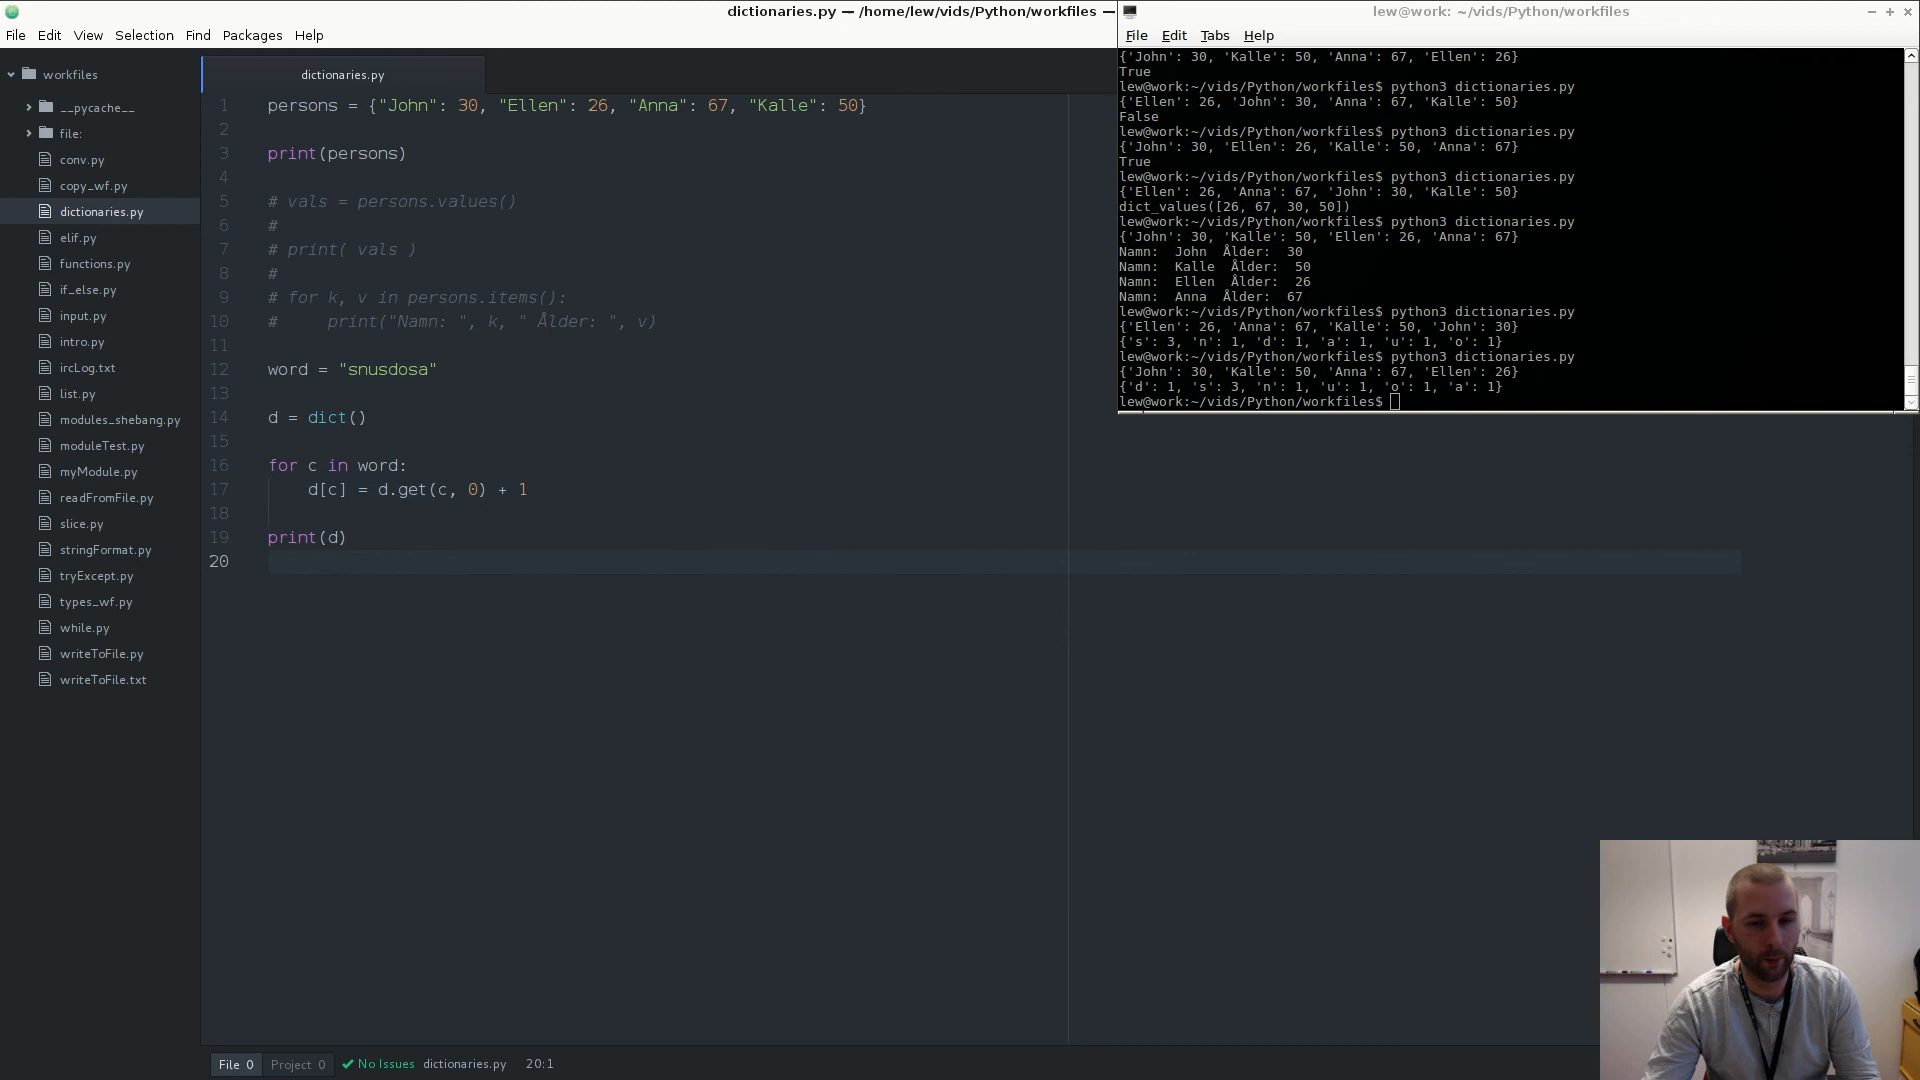 dictionaries.py — /home/lew/vids/Python/workfiles —
File Edit View Selection Find Packages Help
workfiles
__pycache__
file:
conv.py
copy_wf.py
dictionaries.py
elif.py
functions.py
if_else.py
input.py
intro.py
ircLog.txt
list.py
modules_shebang.py
moduleTest.py
myModule.py
readFromFile.py
slice.py
stringFormat.py
tryExcept.py
types_wf.py
while.py
writeToFile.py
writeToFile.txt
dictionaries.py
1 persons = {"John": 30, "Ellen": 26, "Anna": 67, "Kalle": 50}
2
3 print(persons)
4
5 # vals = persons.values()
6 #
7 # print( vals )
8 #
9 # for k, v in persons.items():
10 #     print("Namn: ", k, " Ålder: ", v)
11
12 word = "snusdosa"
13
14 d = dict()
15
16 for c in word:
17     d[c] = d.get(c, 0) + 1
18
19 print(d)
20
File 0 Project 0 No Issues dictionaries.py 20:1
lew@work: ~/vids/Python/workfiles
File Edit Tabs Help
{'John': 30, 'Kalle': 50, 'Anna': 67, 'Ellen': 26}
True
lew@work:~/vids/Python/workfiles$ python3 dictionaries.py
{'Ellen': 26, 'John': 30, 'Anna': 67, 'Kalle': 50}
False
lew@work:~/vids/Python/workfiles$ python3 dictionaries.py
{'John': 30, 'Ellen': 26, 'Kalle': 50, 'Anna': 67}
True
lew@work:~/vids/Python/workfiles$ python3 dictionaries.py
{'Ellen': 26, 'Anna': 67, 'John': 30, 'Kalle': 50}
dict_values([26, 67, 30, 50])
lew@work:~/vids/Python/workfiles$ python3 dictionaries.py
{'John': 30, 'Kalle': 50, 'Ellen': 26, 'Anna': 67}
Namn:  John  Ålder:  30
Namn:  Kalle  Ålder:  50
Namn:  Ellen  Ålder:  26
Namn:  Anna  Ålder:  67
lew@work:~/vids/Python/workfiles$ python3 dictionaries.py
{'Ellen': 26, 'Anna': 67, 'Kalle': 50, 'John': 30}
{'s': 3, 'n': 1, 'd': 1, 'a': 1, 'u': 1, 'o': 1}
lew@work:~/vids/Python/workfiles$ python3 dictionaries.py
{'John': 30, 'Kalle': 50, 'Anna': 67, 'Ellen': 26}
{'d': 1, 's': 3, 'n': 1, 'u': 1, 'o': 1, 'a': 1}
lew@work:~/vids/Python/workfiles$